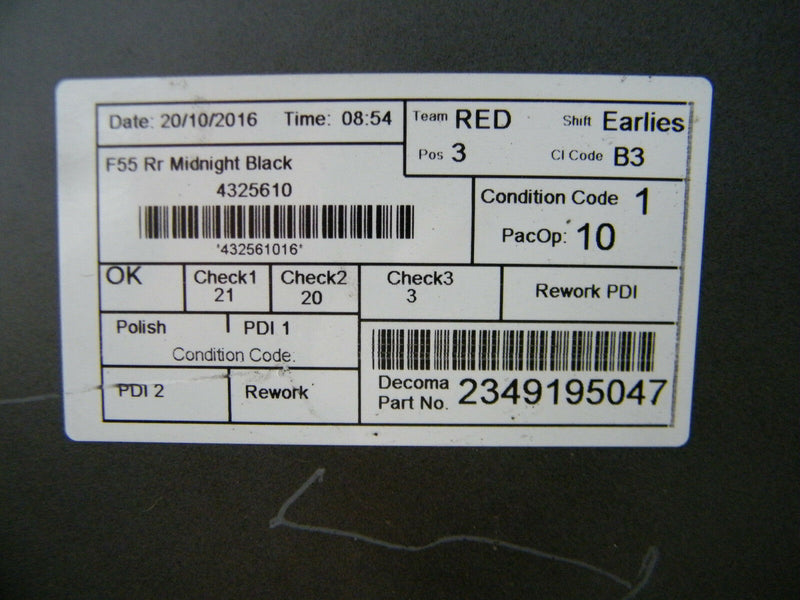 Date: 20/10/2016 Time: 08:54
Team RED Shift Earlies
Pos 3 CI Code B3
F55 Rr Midnight Black
4325610
*432561016*
Condition Code 1
PacOp: 10
OK
Check1
21
Check2
20
Check3
3
Rework PDI
Polish PDI 1
Condition Code.
PDI 2
Rework
Decoma
Part No. 2349195047